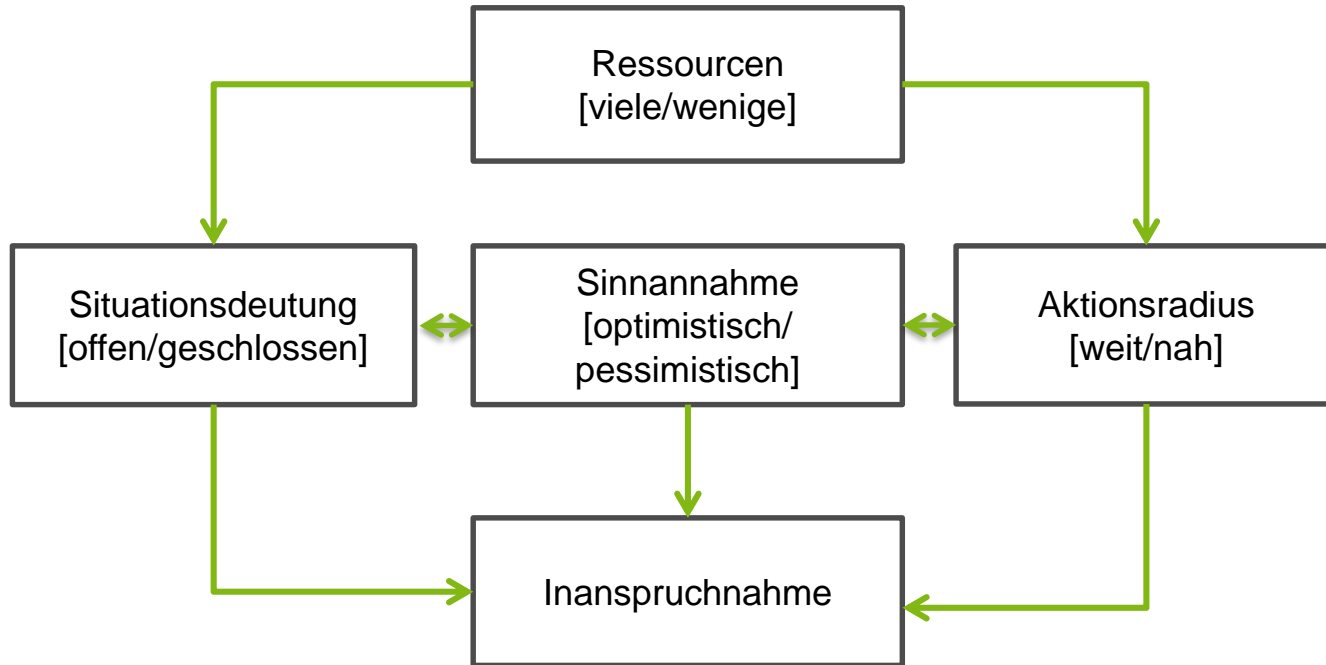 Ressourcen
[viele/wenige]
Situationsdeutung
[offen/geschlossen]
Sinnannahme
[optimistisch/
pessimistisch]
Aktionsradius
[weit/nah]
Inanspruchnahme